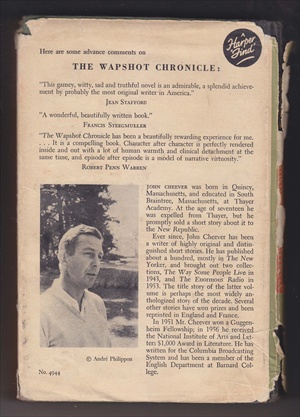 A
Harper
Find
Here are some advance comments on
THE WAPSHOT CHRONICLE:
"This gamey, witty, sad and truthful novel is an admirable, a splendid achieve-
ment by probably the most original writer in America."
JEAN STAFFORD
"A wonderful, beautifully written book."
FRANCIS STEEGMULLER
"The Wapshot Chronicle has been a beautifully rewarding experience for me.
. . . It is a compelling book. Character after character is perfectly rendered
inside and out with a lot of human warmth and clinical detachment at the
same time, and episode after episode is a model of narrative virtuosity."
ROBERT PENN WARREN
JOHN CHEEVER was born in Quincy,
Massachusetts, and educated in South
Braintree, Massachusetts, at Thayer
Academy. At the age of seventeen he
was expelled from Thayer, but he
promptly sold a short story about it to
the New Republic.
Ever since, John Cheever has been
a writer of highly original and distin-
guished short stories. He has published
about a hundred, mostly in The New
Yorker, and brought out two collec-
tions, The Way Some People Live in
1943, and The Enormous Radio in
1953. The title story of the latter vol-
ume is perhaps the most widely an-
thologized story of the decade. Several
other stories have won prizes and been
reprinted in England and France.
In 1951 Mr. Cheever won a Guggen-
heim Fellowship; in 1956 he received
the National Institute of Arts and Let-
ters $1,000 Award in Literature. He has
written for the Columbia Broadcasting
System and has been a member of the
English Department at Barnard Col-
lege.
© André Philippon
No. 4944